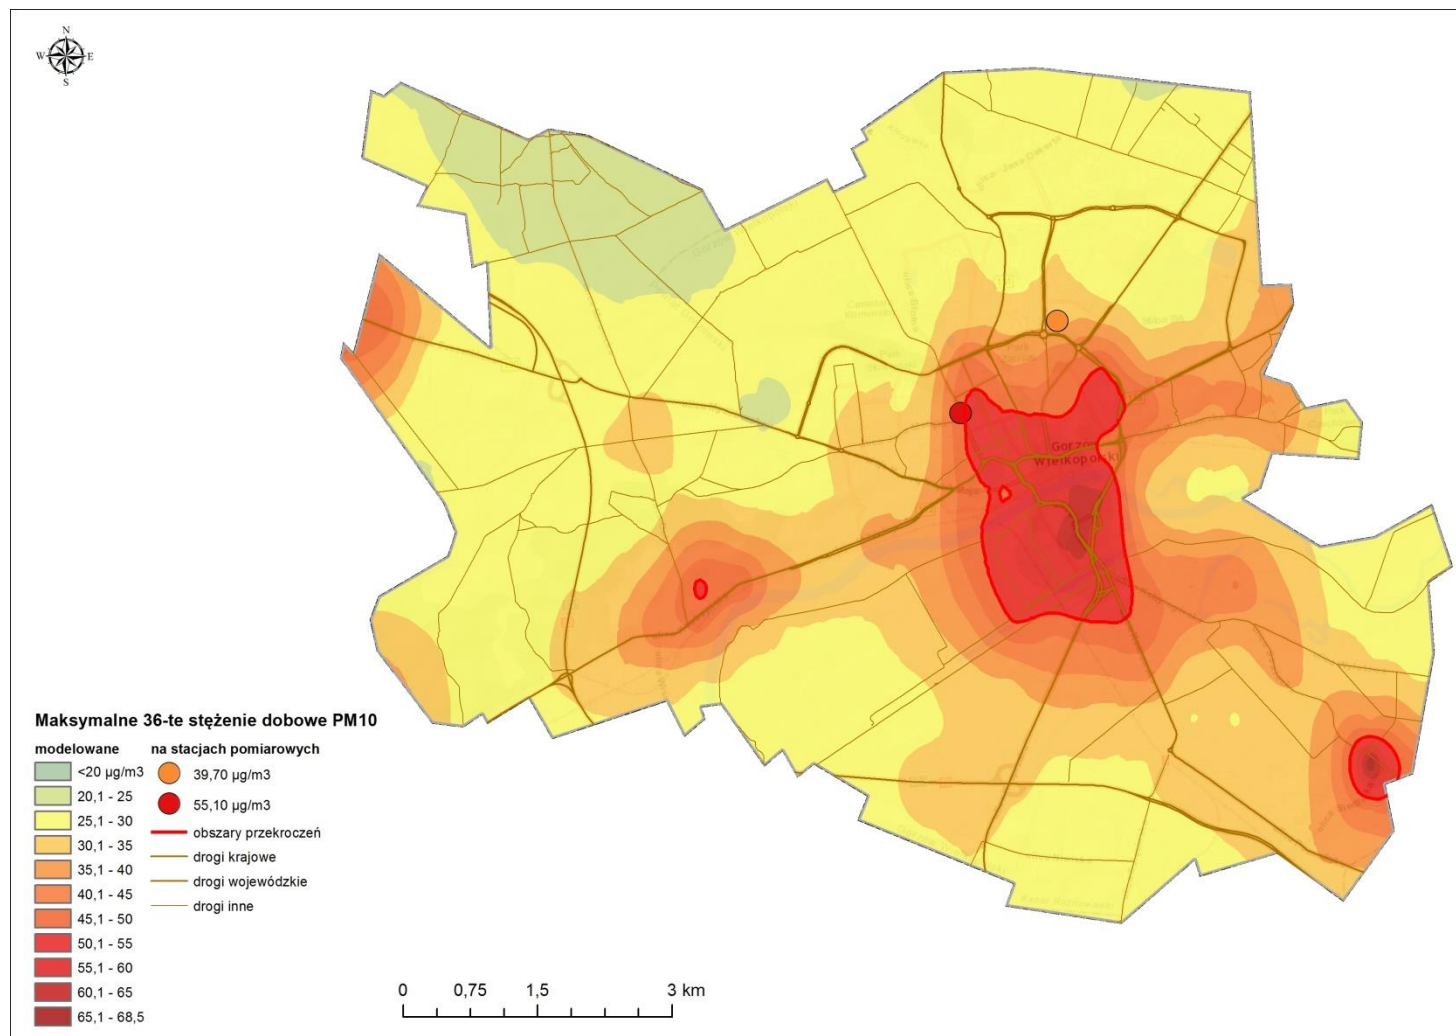 N
W E
S
Gorzów
Wielkopolski
Maksymalne 36-te stężenie dobowe PM10
modelowane
<20 µg/m3
20,1 - 25
25,1 - 30
30,1 - 35
35,1 - 40
40,1 - 45
45,1 - 50
50,1 - 55
55,1 - 60
60,1 - 65
65,1 - 68,5
na stacjach pomiarowych
39,70 µg/m3
55,10 µg/m3
obszary przekroczeń
drogi krajowe
drogi wojewódzkie
drogi inne
0 0,75 1,5 3 km